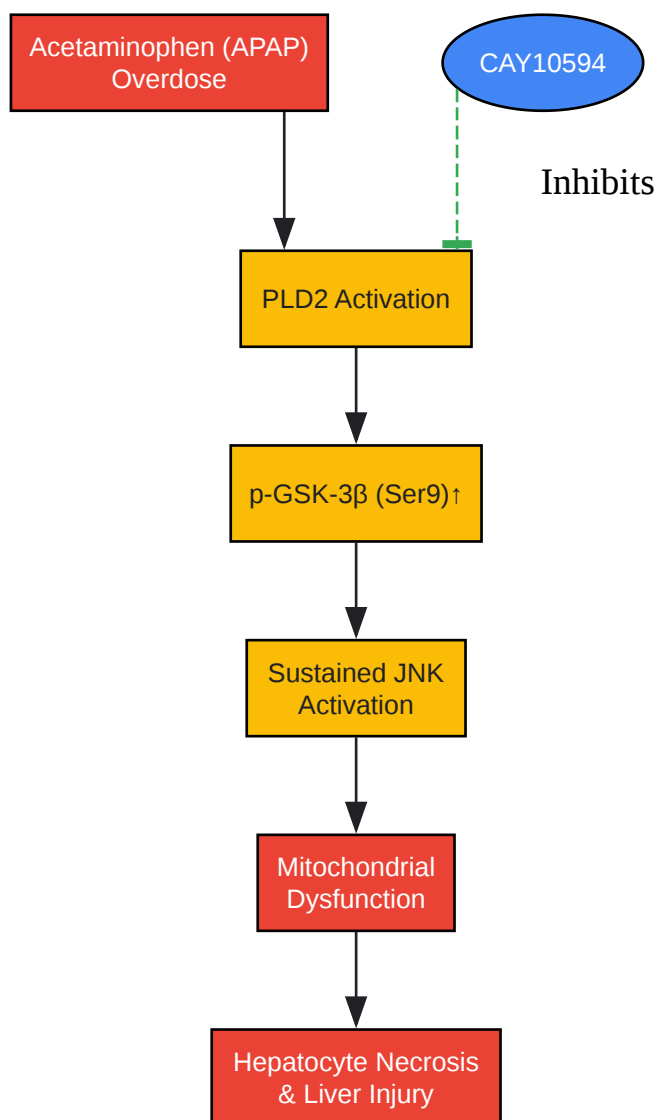 Acetaminophen (APAP)
Overdose
CAY10594
Inhibits
PLD2 Activation
p-GSK-3β (Ser9)↑
Sustained JNK
Activation
Mitochondrial
Dysfunction
Hepatocyte Necrosis
& Liver Injury